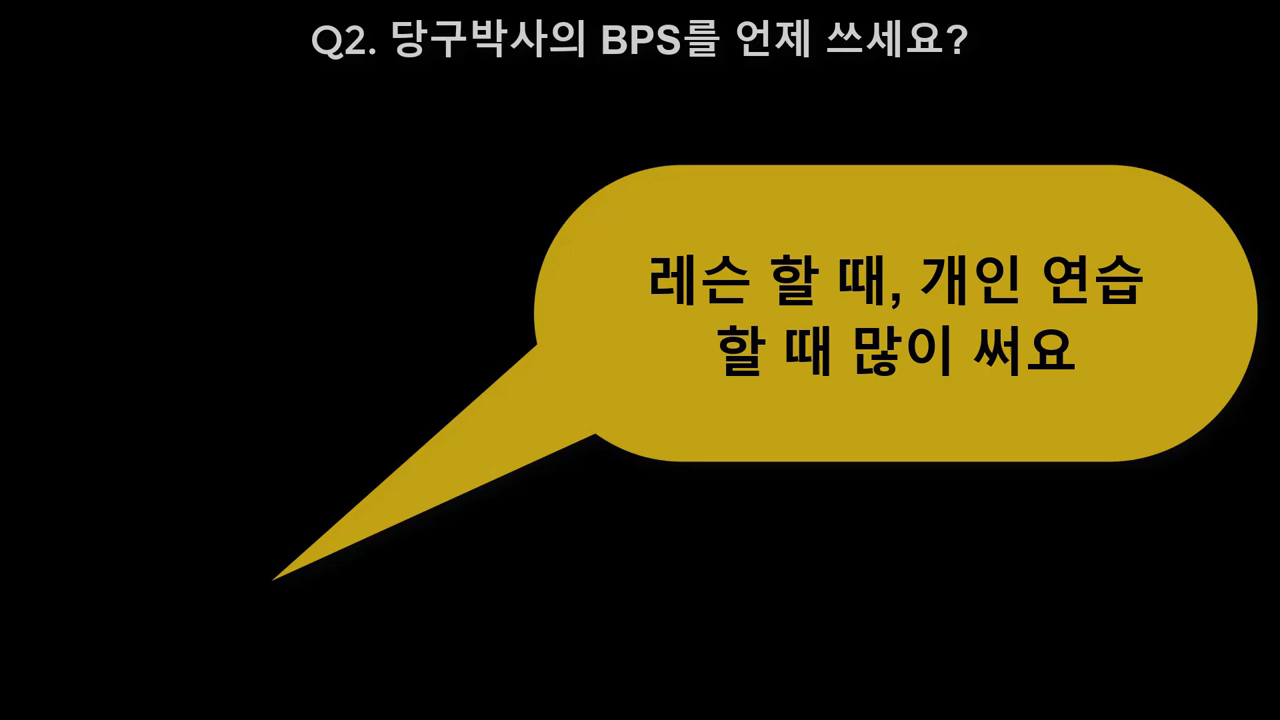 Q2. 당구박사의 BPS를 언제 쓰세요?
레슨 할 때, 개인 연습
할 때 많이 써요